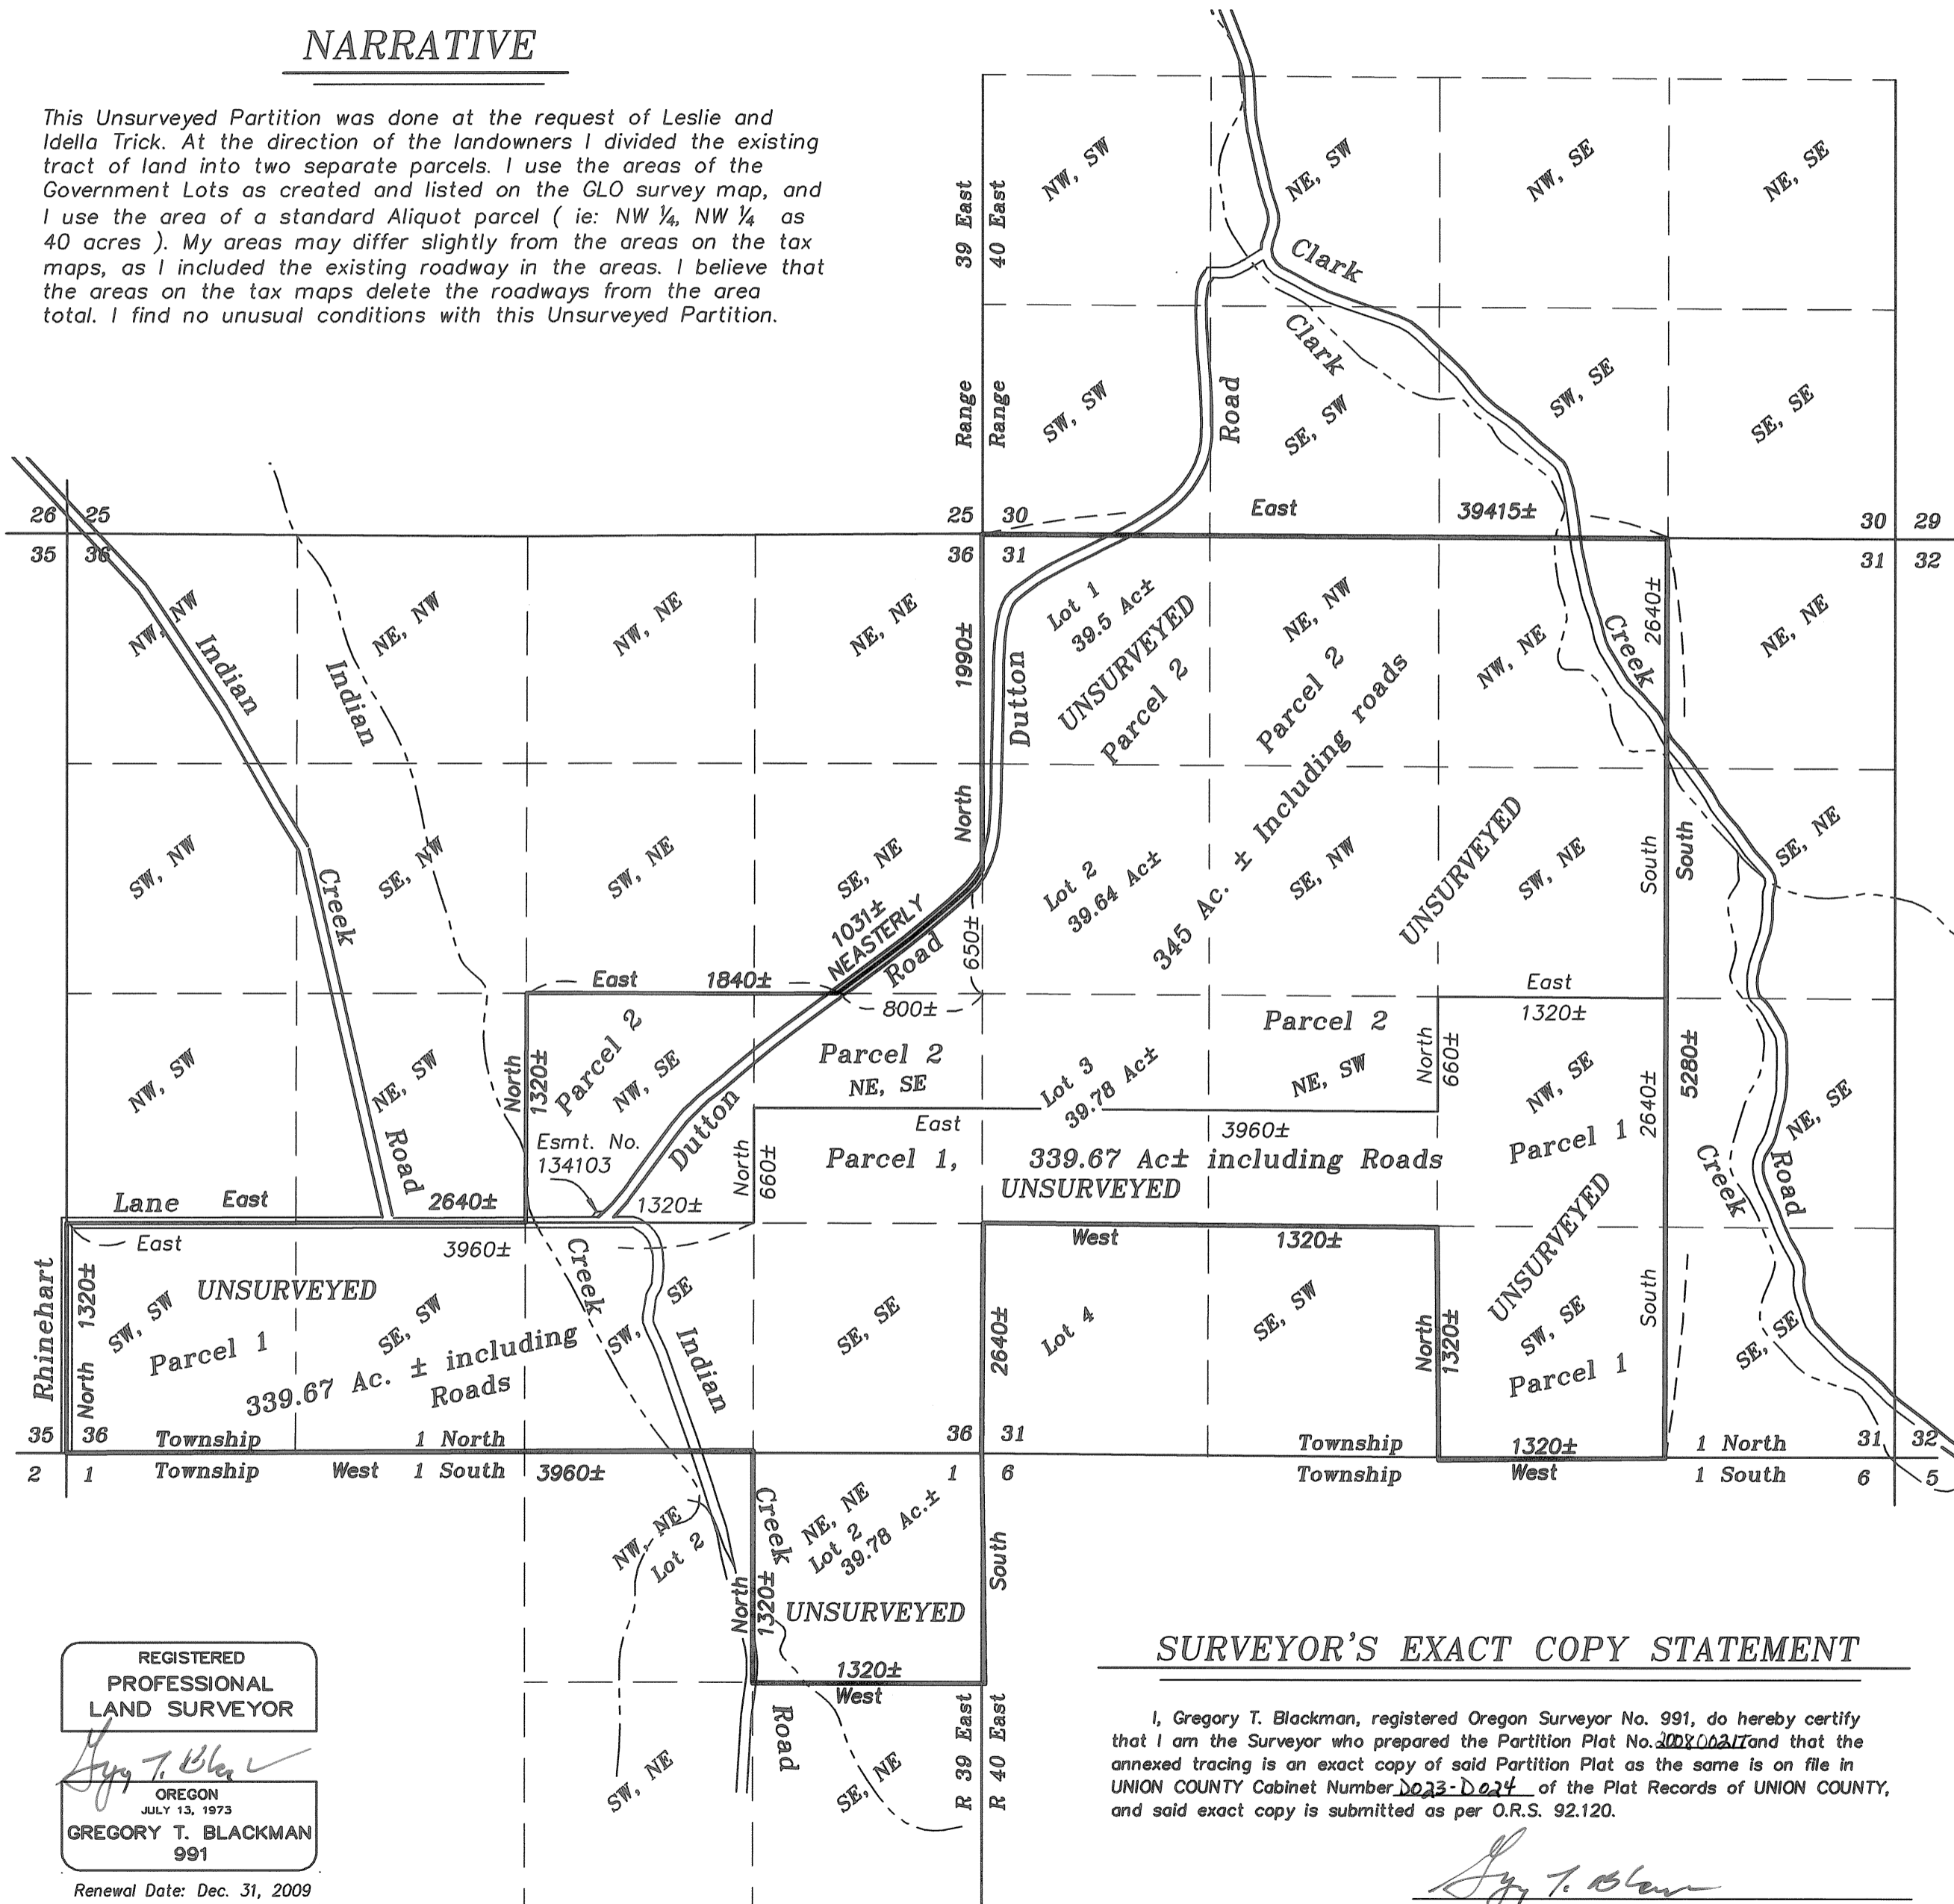 NARRATIVE
This Unsurveyed Partition was done at the request of Leslie and
Idella Trick. At the direction of the landowners I divided the existing
tract of land into two separate parcels. I use the areas of the
Government Lots as created and listed on the GLO survey map, and
I use the area of a standard Aliquot parcel ( ie: NW ¼, NW ¼ as
40 acres ). My areas may differ slightly from the areas on the tax
maps, as I included the existing roadway in the areas. I believe that
the areas on the tax maps delete the roadways from the area
total. I find no unusual conditions with this Unsurveyed Partition.
39 East
40 East
NW, SW
NE, SW
NW, SE
NE, SE
Clark
Clark
Range
Range
SW, SW
Road
SE, SW
SW, SE
SE, SE
26 25
25 30
East 39415±
30 29
35 36
36 31
31 32
NW, NW
NE, NW
NW, NE
NE, NE
Lot 1
39.5 Ac±
UNSURVEYED
Parcel 2
NE, NW
Parcel 2
NW, NE
Creek
2640±
NE, NE
Indian
Indian
1990±
North
Dutton
345 Ac. ± Including roads
SW, NW
SE, NW
SW, NE
SE, NE
Lot 2
39.64 Ac±
SE, NW
UNSURVEYED
SW, NE
South
South
SE, NE
Creek
1031±
NEASTERLY
Road
650±
East 1840±
800±
East
1320±
NW, SW
NE, SW
North
1320±
Parcel 2
NW, SE
Parcel 2
NE, SE
Lot 3
39.78 Ac±
Parcel 2
NE, SW
North
660±
NW, SE
Parcel 1
2640±
5280±
NE, SE
Road
Esmt. No.
134103
Dutton
North
660±
East
3960±
Parcel 1, 339.67 Ac± including Roads
UNSURVEYED
UNSURVEYED
Creek
Road
Lane East 2640±
1320±
East 3960±
West 1320±
Rhinehart
North 1320±
UNSURVEYED
SW, SW
Parcel 1
SE, SW
339.67 Ac. ± including
Roads
Creek
SW, SE
Indian
SE, SE
2640±
Lot 4
SE, SW
North
1320±
SW, SE
Parcel 1
South
SE, SE
35 36 Township 1 North
36 31
Township 1320± 1 North 31 32
2 1 Township West 1 South 3960±
1 6
Township West 1 South 6 5
NW, NE
Lot 2
Creek
NE, NE
Lot 2
39.78 Ac.±
South
North
1320±
UNSURVEYED
1320±
West
Road
SW, NE
SE, NE
R 39 East
R 40 East
REGISTERED
PROFESSIONAL
LAND SURVEYOR
OREGON
JULY 13, 1973
GREGORY T. BLACKMAN
991
Renewal Date: Dec. 31, 2009
SURVEYOR'S EXACT COPY STATEMENT
I, Gregory T. Blackman, registered Oregon Surveyor No. 991, do hereby certify
that I am the Surveyor who prepared the Partition Plat No. 20080021T and that the
annexed tracing is an exact copy of said Partition Plat as the same is on file in
UNION COUNTY Cabinet Number D023-D024 of the Plat Records of UNION COUNTY,
and said exact copy is submitted as per O.R.S. 92.120.